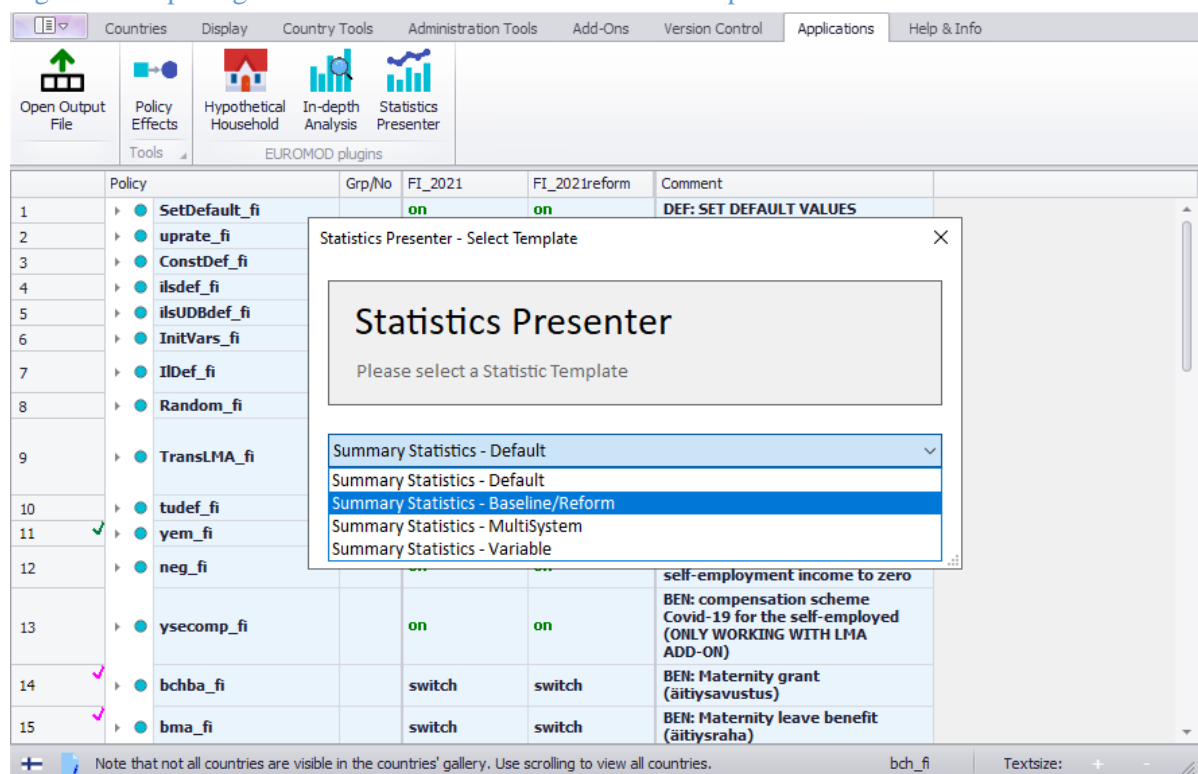 Countries Display Country Tools Administration Tools Add-Ons Version Control Applications Help & Info
Open Output File
Policy Effects
Hypothetical Household
In-depth Analysis
Statistics Presenter
Tools
EUROMOD plugins
Policy Grp/No FI_2021 FI_2021reform Comment
1 SetDefault_fi on on DEF: SET DEFAULT VALUES
2 uprate_fi
3 ConstDef_fi
4 ilsdef_fi
5 ilsUDBdef_fi
6 InitVars_fi
7 IlDef_fi
8 Random_fi
9 TransLMA_fi
10 tudef_fi
11 yem_fi
12 neg_fi
self-employment income to zero
13 ysecomp_fi on on BEN: compensation scheme
Covid-19 for the self-employed
(ONLY WORKING WITH LMA
ADD-ON)
14 bchba_fi switch switch BEN: Maternity grant
(äitiysavustus)
15 bma_fi switch switch BEN: Maternity leave benefit
(äitiysraha)
Statistics Presenter - Select Template
Statistics Presenter
Please select a Statistic Template
Summary Statistics - Default
Summary Statistics - Default
Summary Statistics - Baseline/Reform
Summary Statistics - MultiSystem
Summary Statistics - Variable
Note that not all countries are visible in the countries' gallery. Use scrolling to view all countries. bch_fi Textsize: + -